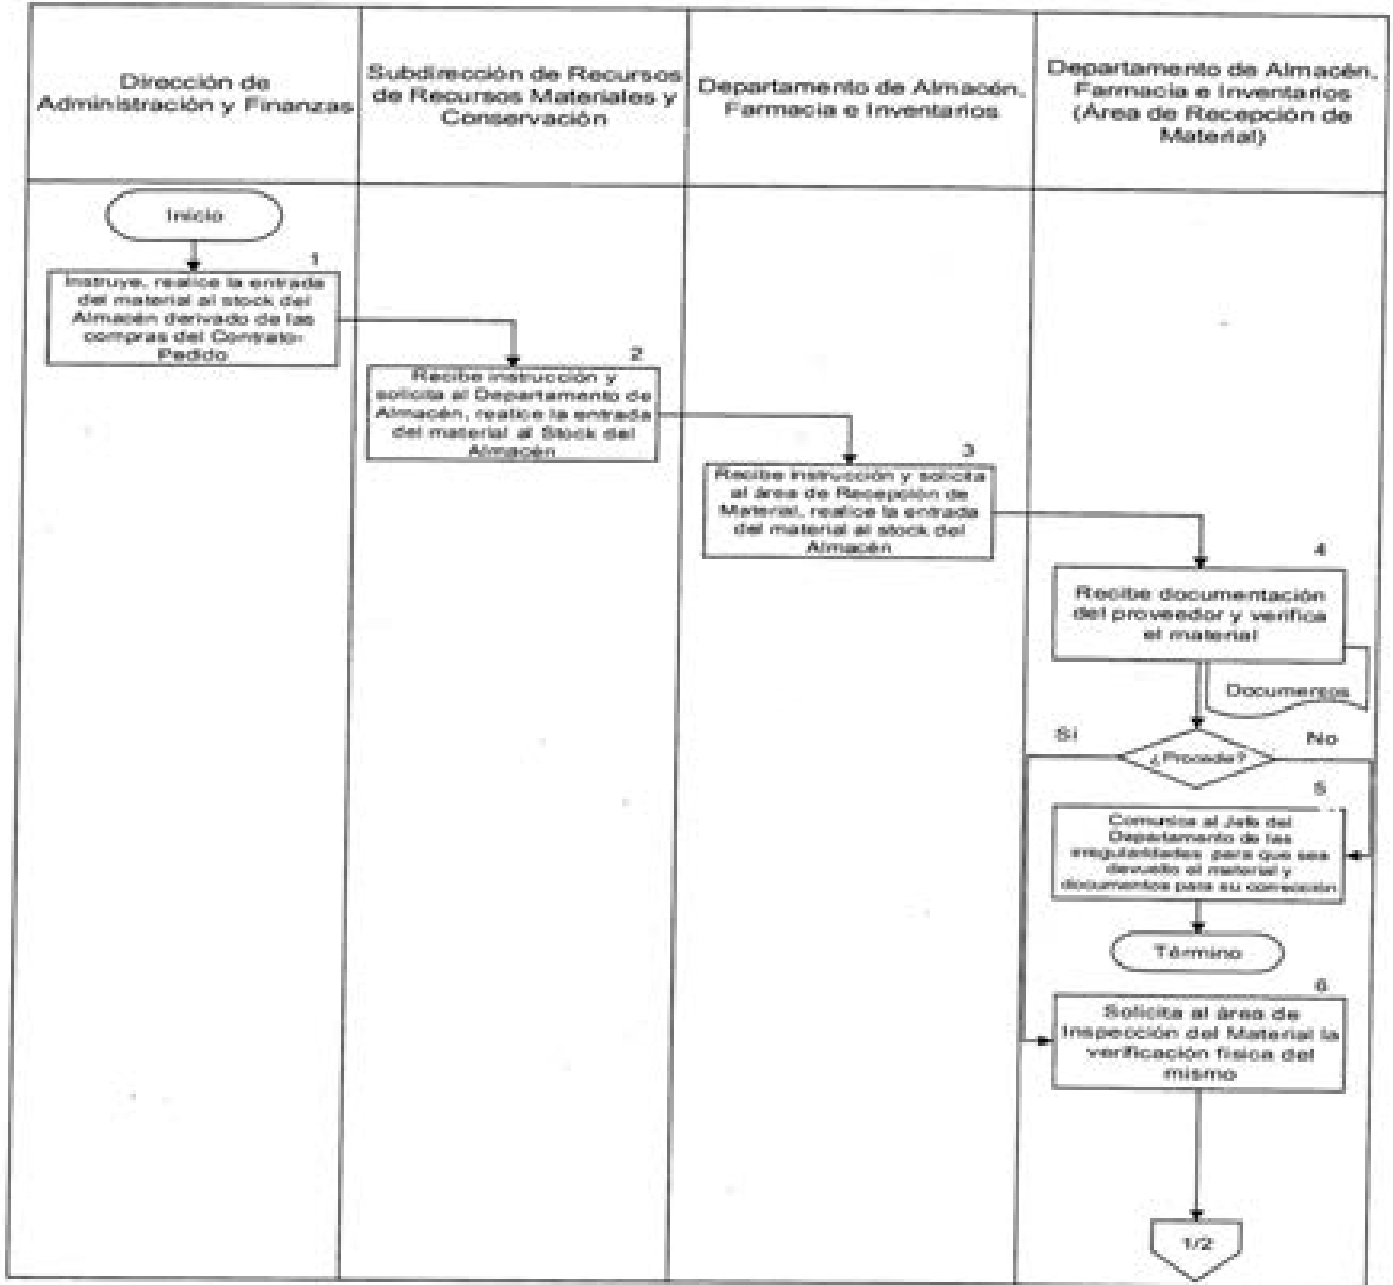 Dirección de
Administración y Finanzas
Subdirección de Recursos
de Recursos Materiales y
Conservación
Departamento de Almacén,
Farmacia e Inventarios
Departamento de Almacén,
Farmacia e Inventarios
(Área de Recepción de
Material)
Inicio
1
Instruye, realice la entrada
del material al stock del
Almacén derivado de las
compras del Contrato-
Pedido
2
Recibe instrucción y
solicita al Departamento de
Almacén, realice la entrada
del material al Stock del
Almacén
3
Recibe instrucción y solicita
al área de Recepción de
Material, realice la entrada
del material al stock del
Almacén
4
Recibe documentación
del proveedor y verifica
el material
Documentos
Si
¿Procede?
No
5
Comunica al Jefe del
Departamento de las
irregularidades para que sea
devuelto el material y
documentos para su corrección
Término
6
Solicita al área de
Inspección del Material la
verificación física del
mismo
1/2